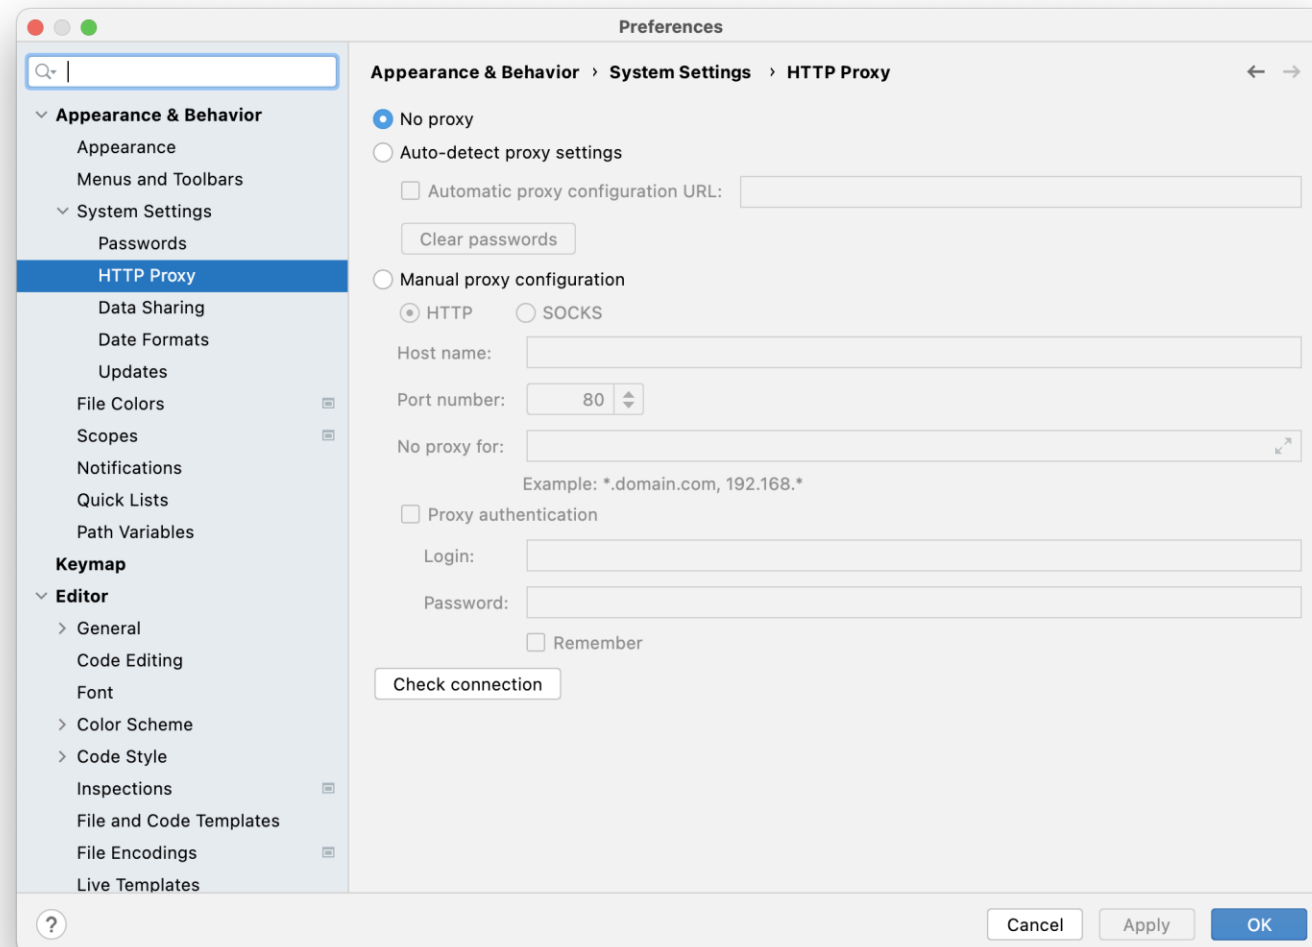 Preferences
Appearance & Behavior
Appearance
Menus and Toolbars
System Settings
Passwords
HTTP Proxy
Data Sharing
Date Formats
Updates
File Colors
Scopes
Notifications
Quick Lists
Path Variables
Keymap
Editor
General
Code Editing
Font
Color Scheme
Code Style
Inspections
File and Code Templates
File Encodings
Live Templates
Appearance & Behavior › System Settings › HTTP Proxy
No proxy
Auto-detect proxy settings
Automatic proxy configuration URL:
Clear passwords
Manual proxy configuration
HTTP SOCKS
Host name:
Port number: 80
No proxy for:
Example: *.domain.com, 192.168.*
Proxy authentication
Login:
Password:
Remember
Check connection
? Cancel Apply OK